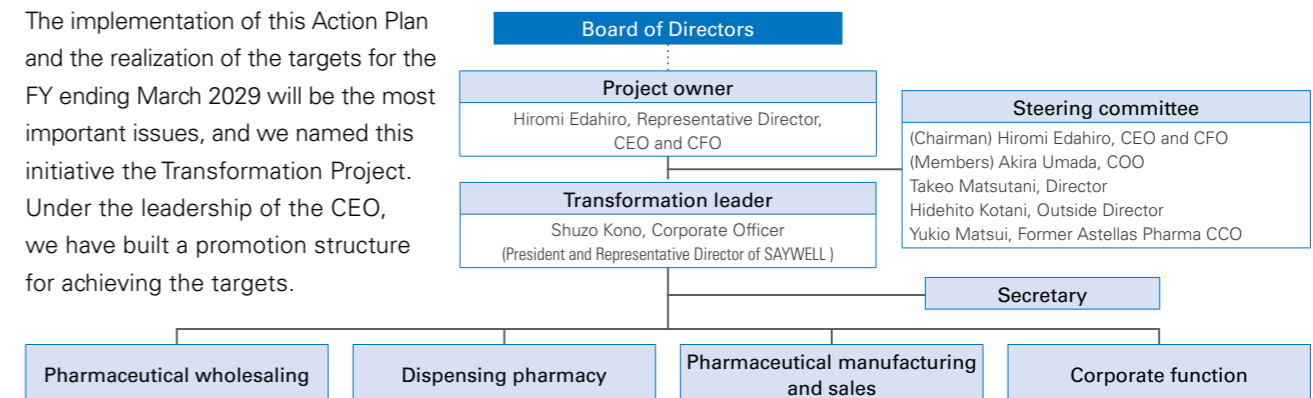 The implementation of this Action Plan
and the realization of the targets for the
FY ending March 2029 will be the most
important issues, and we named this
initiative the Transformation Project.
Under the leadership of the CEO,
we have built a promotion structure
for achieving the targets.
Board of Directors
Project owner
Hiromi Edahiro, Representative Director,
CEO and CFO
Steering committee
(Chairman) Hiromi Edahiro, CEO and CFO
(Members) Akira Umada, COO
Takeo Matsutani, Director
Hidehito Kotani, Outside Director
Yukio Matsui, Former Astellas Pharma CCO
Transformation leader
Shuzo Kono, Corporate Officer
(President and Representative Director of SAYWELL )
Secretary
Pharmaceutical wholesaling
Dispensing pharmacy
Pharmaceutical manufacturing
and sales
Corporate function